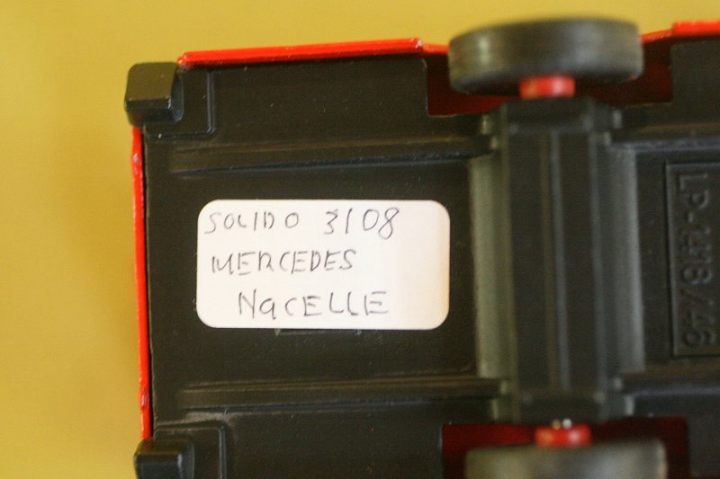 SOLIDO 3108
MERCEDES
NaCELLE
LP.1418/46